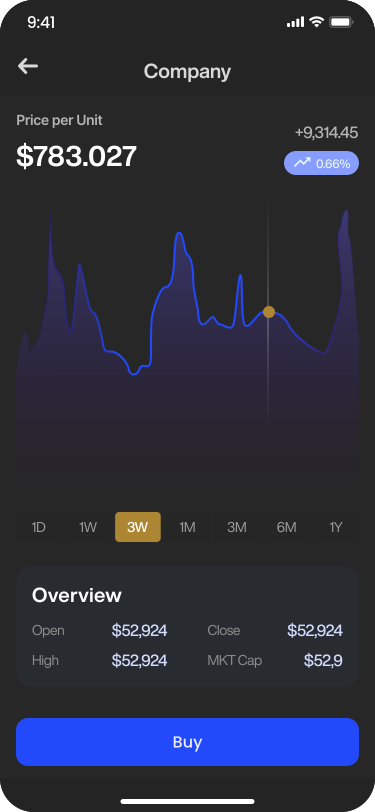 9:41
Company
Price per Unit
$783.027
+9,314.45
0.66%
1D 1W 3W 1M 3M 6M 1Y
Overview
Open $52,924 Close $52,924
High $52,924 MKT Cap $52,9
Buy